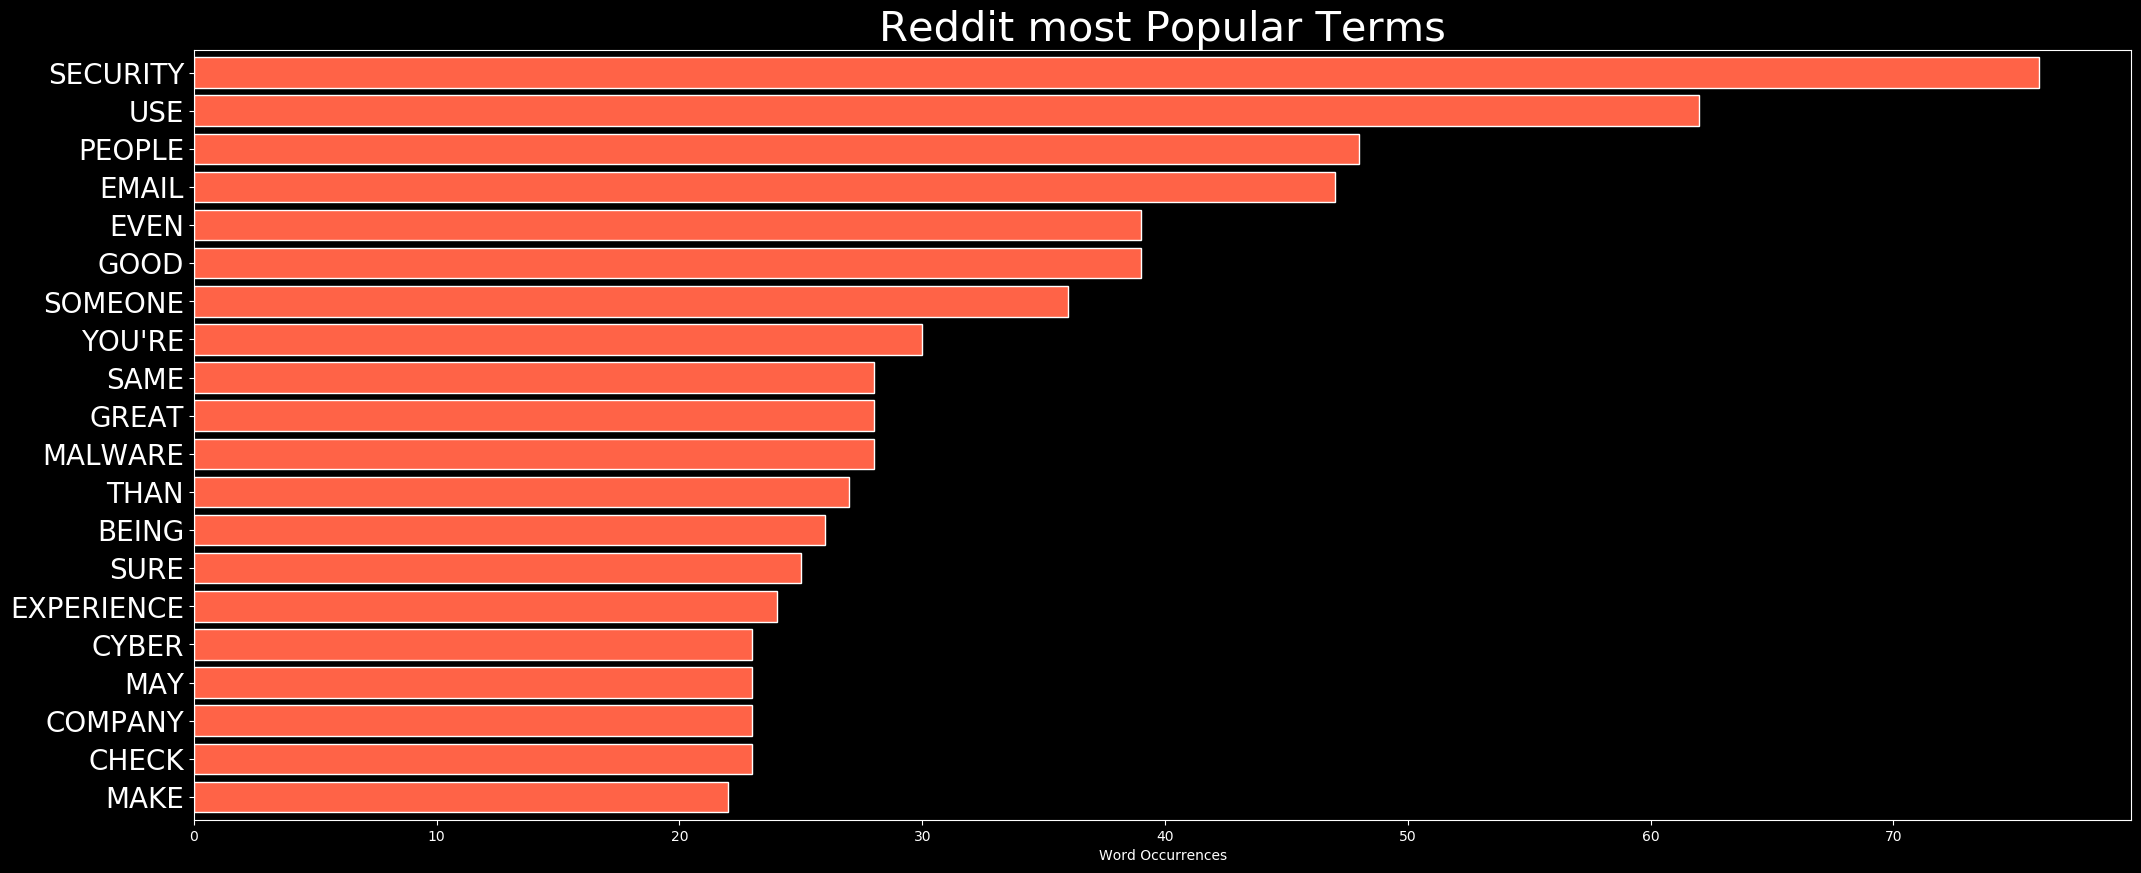 Reddit most Popular Terms
SECURITY
USE
PEOPLE
EMAIL
EVEN
GOOD
SOMEONE
YOU'RE
SAME
GREAT
MALWARE
THAN
BEING
SURE
EXPERIENCE
CYBER
MAY
COMPANY
CHECK
MAKE
0 10 20 30 40 50 60 70
Word Occurrences